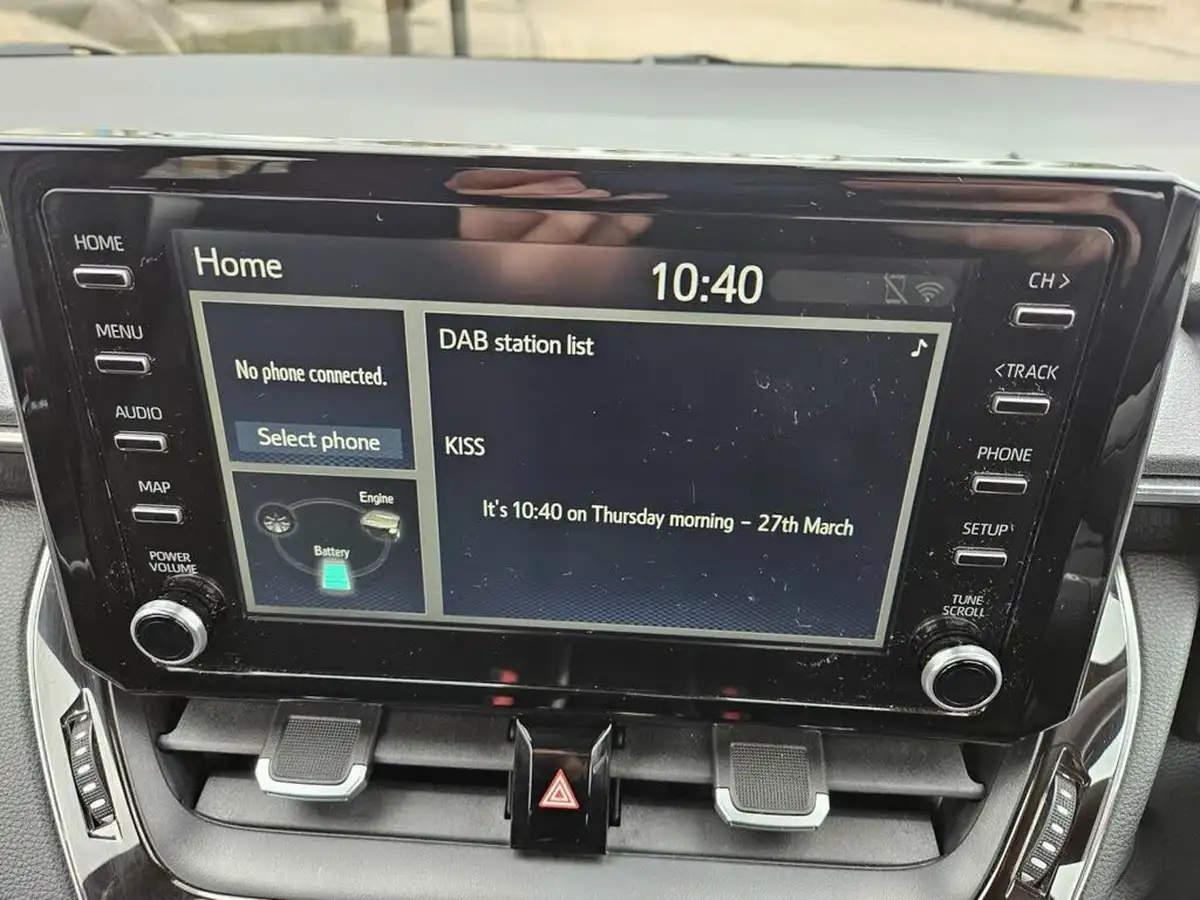 HOME
MENU
AUDIO
MAP
POWER
VOLUME
Home
10:40
No phone connected.
Select phone
Engine
Battery
DAB station list
KISS
It's 10:40 on Thursday morning – 27th March
CH >
<TRACK
PHONE
SETUP
TUNE
SCROLL